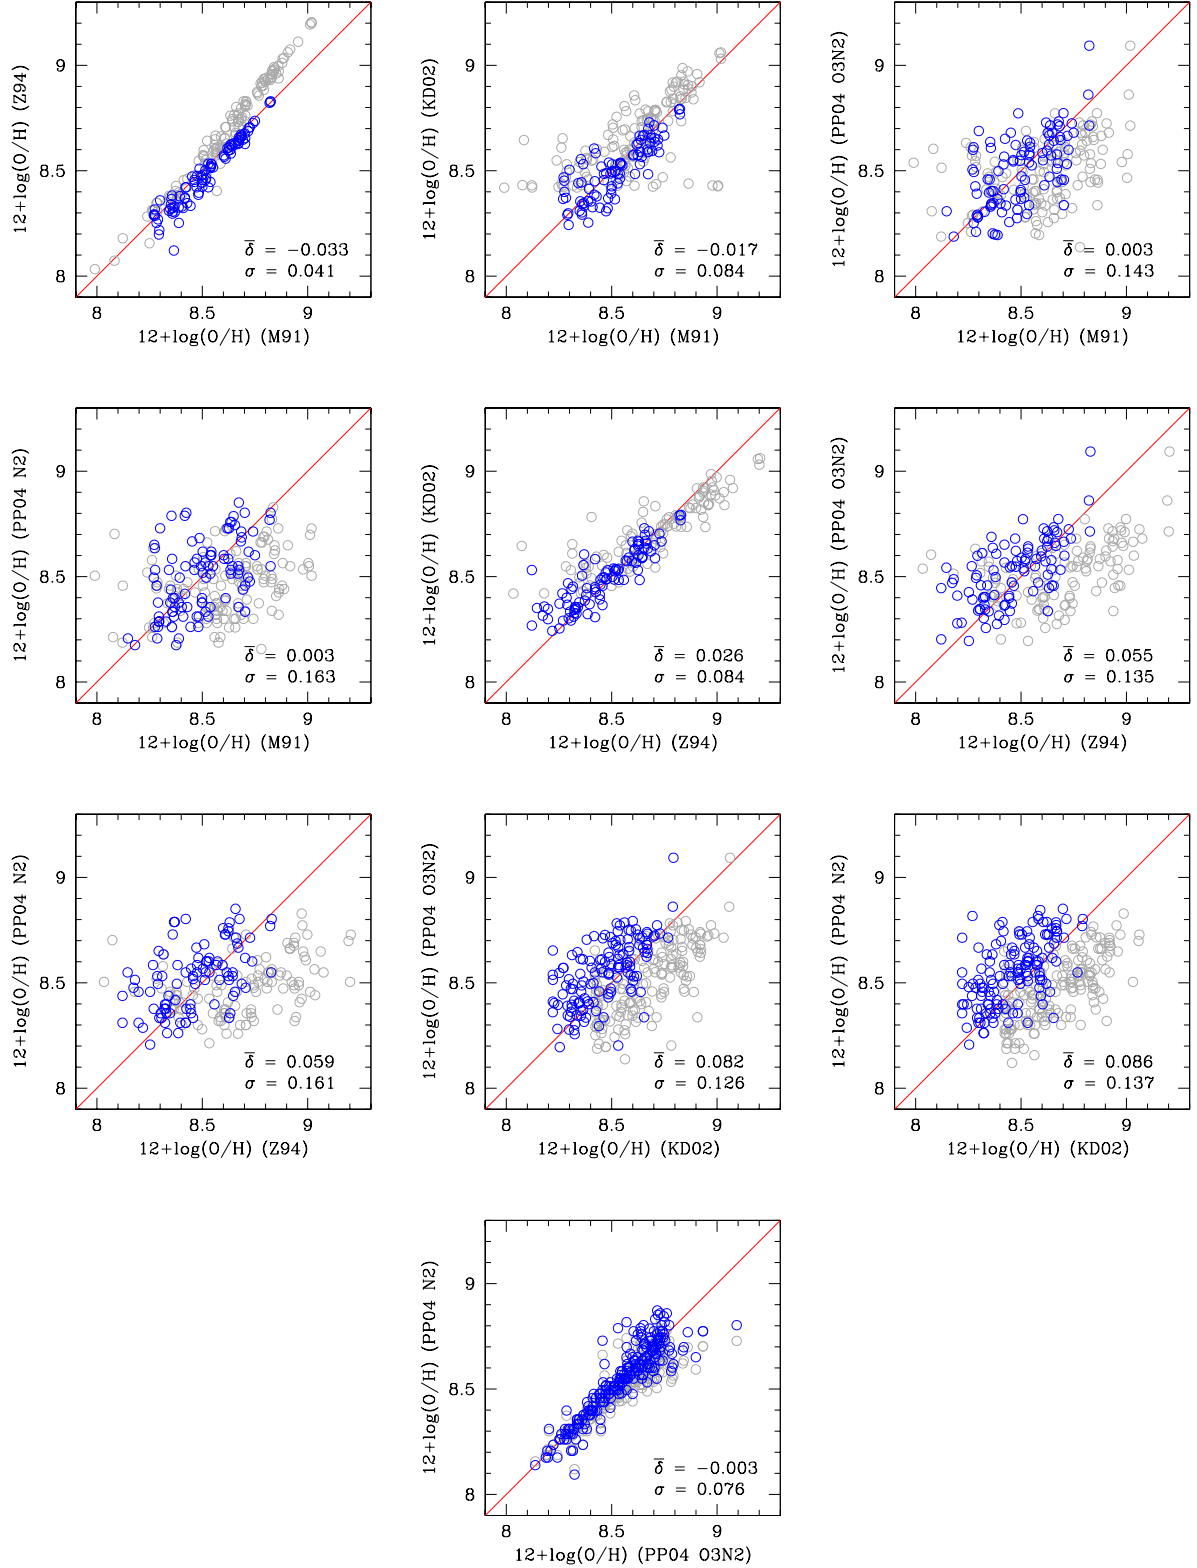 12+log(O/H) (Z94)
9
8.5
8
δ = −0.033
σ = 0.041
8 8.5 9
12+log(O/H) (M91)
12+log(O/H) (KD02)
9
8.5
8
δ = −0.017
σ = 0.084
8 8.5 9
12+log(O/H) (M91)
12+log(O/H) (PP04 O3N2)
9
8.5
8
δ = 0.003
σ = 0.143
8 8.5 9
12+log(O/H) (M91)
12+log(O/H) (PP04 N2)
9
8.5
8
δ = 0.003
σ = 0.163
8 8.5 9
12+log(O/H) (M91)
12+log(O/H) (KD02)
9
8.5
8
δ = 0.026
σ = 0.084
8 8.5 9
12+log(O/H) (Z94)
12+log(O/H) (PP04 O3N2)
9
8.5
8
δ = 0.055
σ = 0.135
8 8.5 9
12+log(O/H) (Z94)
12+log(O/H) (PP04 N2)
9
8.5
8
δ = 0.059
σ = 0.161
8 8.5 9
12+log(O/H) (Z94)
12+log(O/H) (PP04 O3N2)
9
8.5
8
δ = 0.082
σ = 0.126
8 8.5 9
12+log(O/H) (KD02)
12+log(O/H) (PP04 N2)
9
8.5
8
δ = 0.086
σ = 0.137
8 8.5 9
12+log(O/H) (KD02)
12+log(O/H) (PP04 N2)
9
8.5
8
δ = −0.003
σ = 0.076
8 8.5 9
12+log(O/H) (PP04 O3N2)